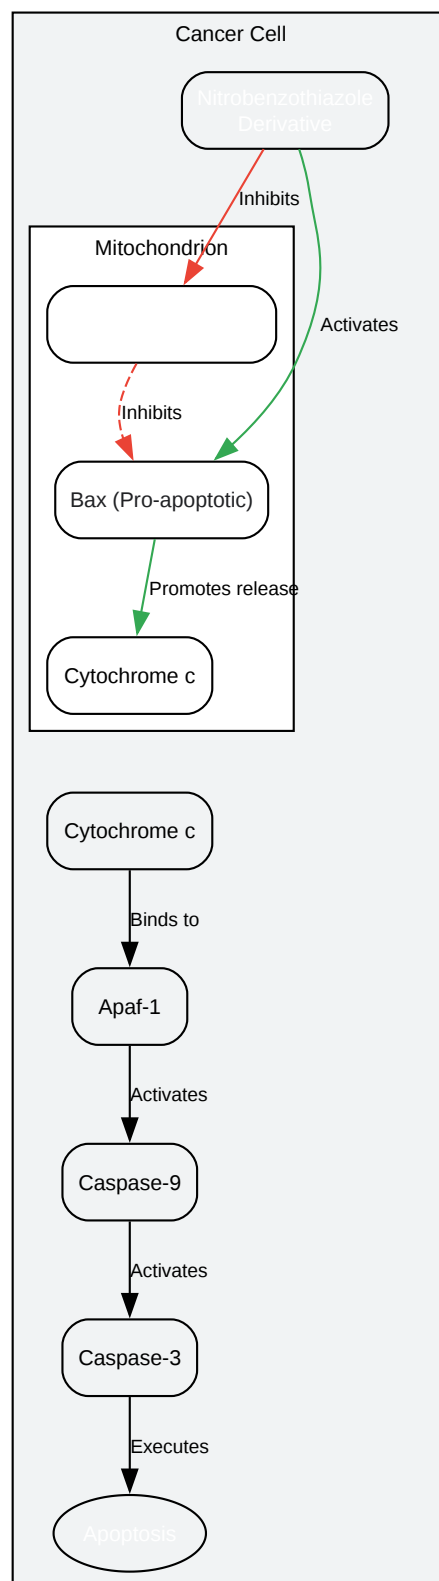 Cancer Cell
Nitrobenzothiazole
Derivative
Inhibits
Mitochondrion
Activates
Inhibits
Bax (Pro-apoptotic)
Promotes release
Cytochrome c
Cytochrome c
Binds to
Apaf-1
Activates
Caspase-9
Activates
Caspase-3
Executes
Apoptosis